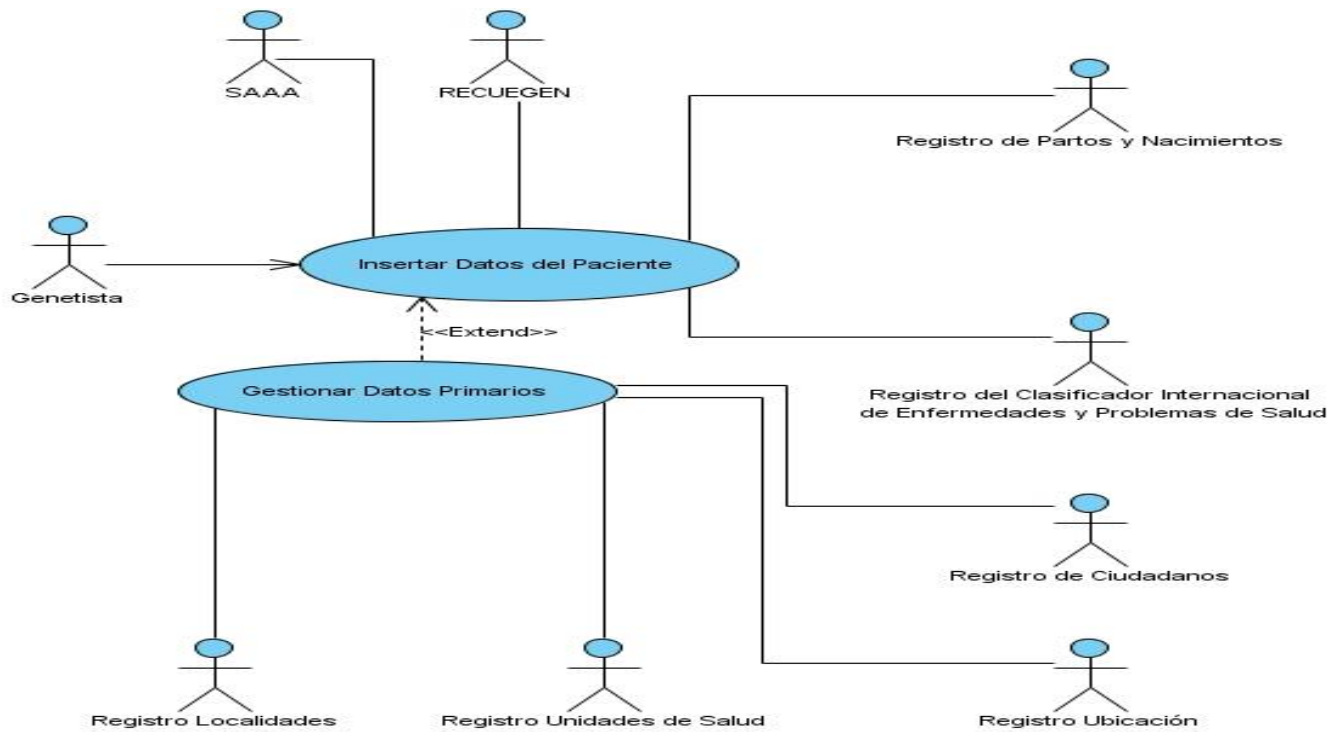 SAAA
RECUEGEN
Registro de Partos y Nacimientos
Insertar Datos del Paciente
Genetista
<<Extend>>
Gestionar Datos Primarios
Registro del Clasificador Internacional
de Enfermedades y Problemas de Salud
Registro de Ciudadanos
Registro Localidades
Registro Unidades de Salud
Registro Ubicación